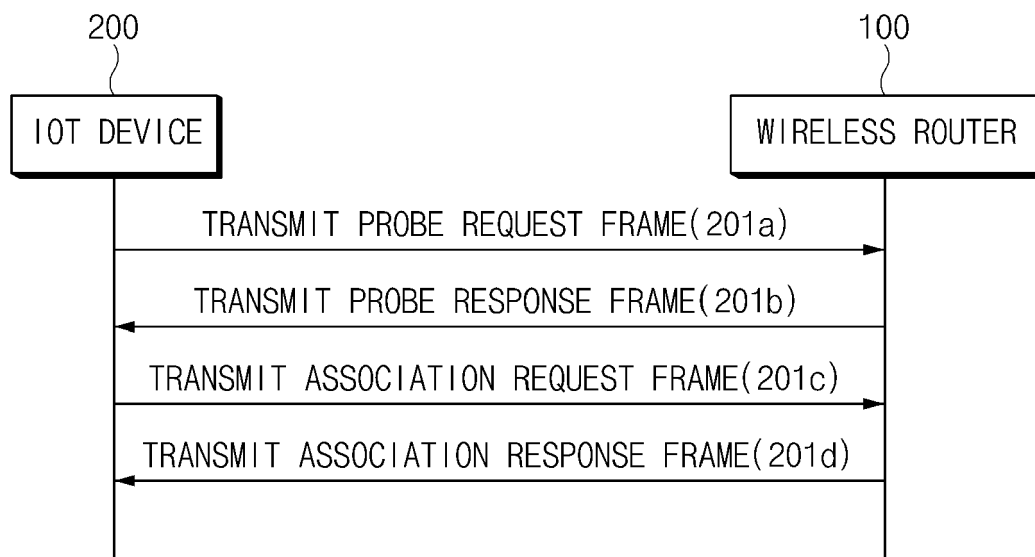 200
100
IOT DEVICE
WIRELESS ROUTER
TRANSMIT PROBE REQUEST FRAME(201a)
TRANSMIT PROBE RESPONSE FRAME(201b)
TRANSMIT ASSOCIATION REQUEST FRAME(201c)
TRANSMIT ASSOCIATION RESPONSE FRAME(201d)